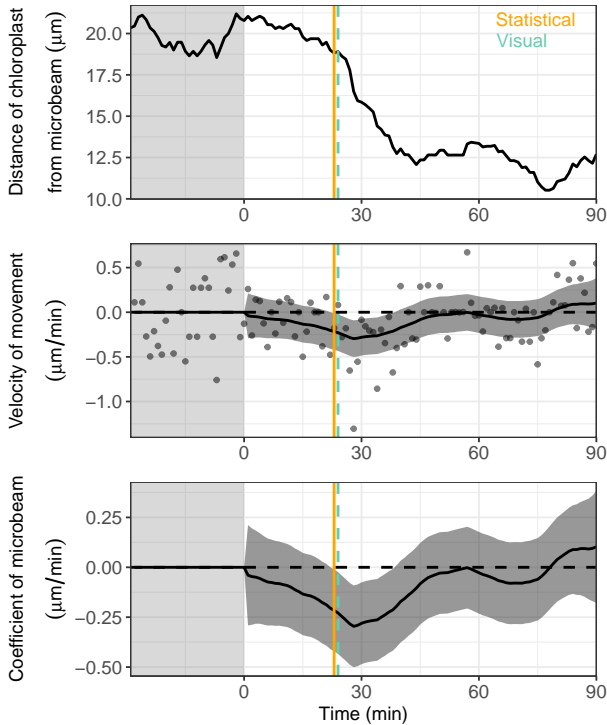 Distance of chloroplast
from microbeam (μm)
20.0
17.5
15.0
12.5
10.0
Statistical
Visual
0
30
60
90
Velocity of movement
(μm/min)
0.5
0.0
−0.5
−1.0
0
30
60
90
Coefficient of microbeam
(μm/min)
0.25
0.00
−0.25
−0.50
0
30
60
90
Time (min)